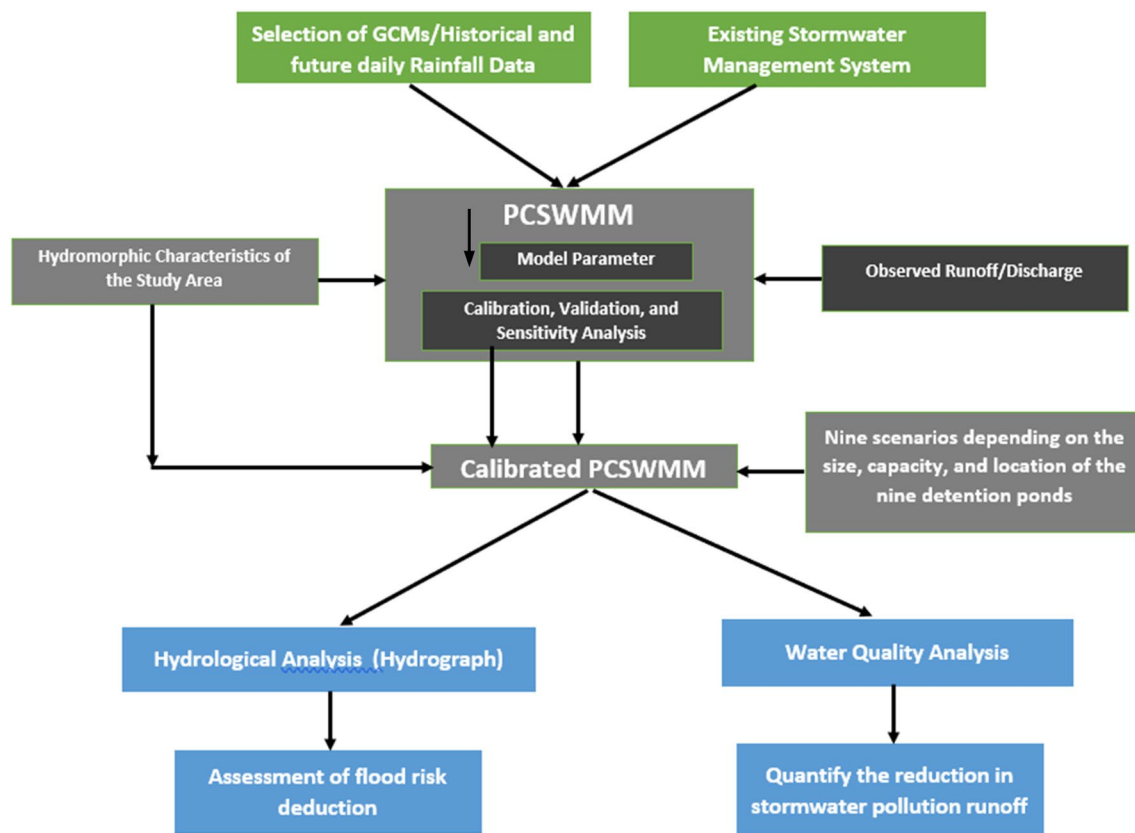 Selection of GCMs/Historical and
future daily Rainfall Data
Existing Stormwater
Management System
PCSWMM
Model Parameter
Calibration, Validation, and
Sensitivity Analysis
Hydromorphic Characteristics of
the Study Area
Observed Runoff/Discharge
Calibrated PCSWMM
Nine scenarios depending on the
size, capacity, and location of the
nine detention ponds
Hydrological Analysis (Hydrograph)
Water Quality Analysis
Assessment of flood risk
deduction
Quantify the reduction in
stormwater pollution runoff